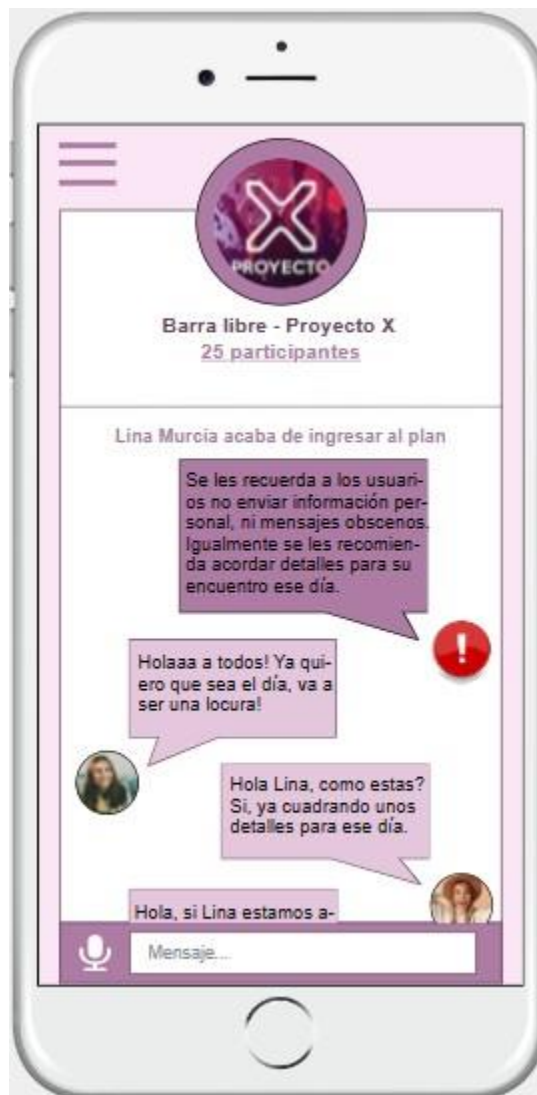 X
PROYECTO
Barra libre - Proyecto X
25 participantes
Lina Murcia acaba de ingresar al plan
Se les recuerda a los usuari-
os no enviar información per-
sonal, ni mensajes obscenos.
Igualmente se les recomien-
da acordar detalles para su
encuentro ese día.
!
Holaaa a todos! Ya qui-
ero que sea el día, va a
ser una locura!
Hola Lina, como estas?
Si, ya cuadrando unos
detalles para ese día.
Hola, si Lina estamos a-
Mensaje...